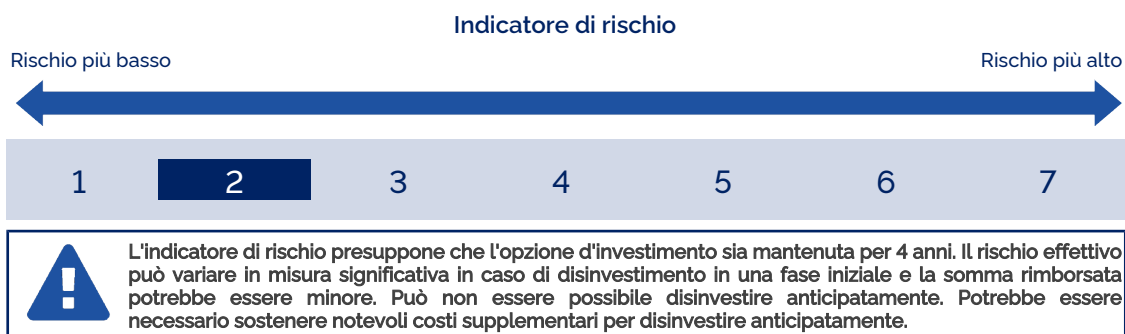 Indicatore di rischio
Rischio più basso
Rischio più alto
1 2 3 4 5 6 7
L'indicatore di rischio presuppone che l'opzione d'investimento sia mantenuta per 4 anni. Il rischio effettivo
può variare in misura significativa in caso di disinvestimento in una fase iniziale e la somma rimborsata
potrebbe essere minore. Può non essere possibile disinvestire anticipatamente. Potrebbe essere
necessario sostenere notevoli costi supplementari per disinvestire anticipatamente.